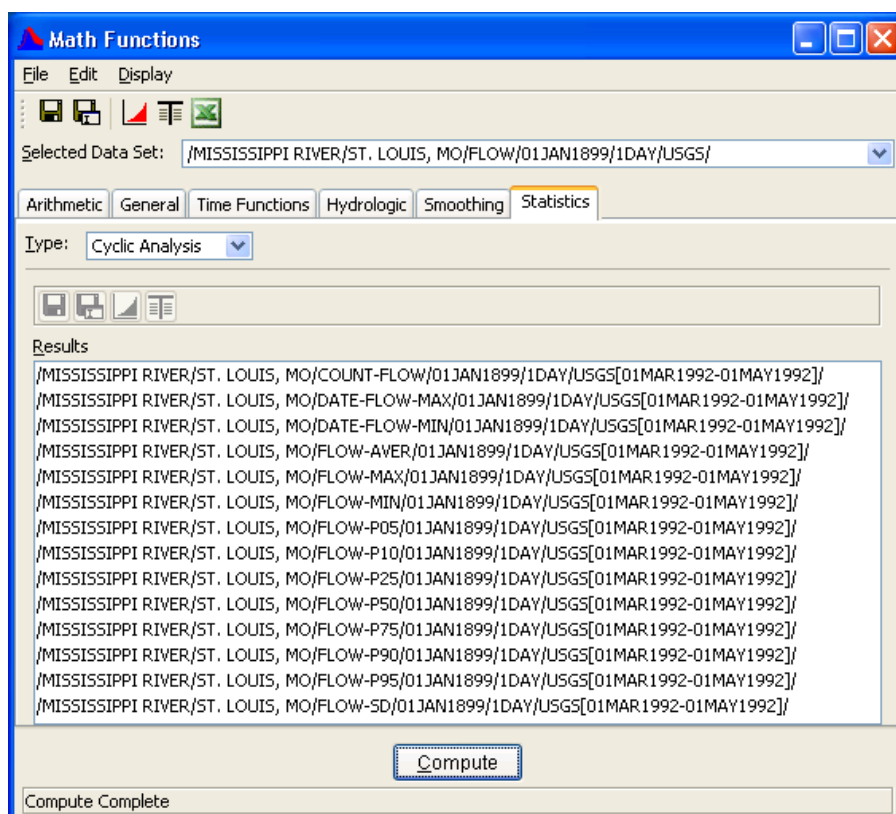 Math Functions
File Edit Display
Selected Data Set: /MISSISSIPPI RIVER/ST. LOUIS, MO/FLOW/01JAN1899/1DAY/USGS/
Arithmetic General Time Functions Hydrologic Smoothing Statistics
Type: Cyclic Analysis
Results
/MISSISSIPPI RIVER/ST. LOUIS, MO/COUNT-FLOW/01JAN1899/1DAY/USGS[01MAR1992-01MAY1992]/
/MISSISSIPPI RIVER/ST. LOUIS, MO/DATE-FLOW-MAX/01JAN1899/1DAY/USGS[01MAR1992-01MAY1992]/
/MISSISSIPPI RIVER/ST. LOUIS, MO/DATE-FLOW-MIN/01JAN1899/1DAY/USGS[01MAR1992-01MAY1992]/
/MISSISSIPPI RIVER/ST. LOUIS, MO/FLOW-AVER/01JAN1899/1DAY/USGS[01MAR1992-01MAY1992]/
/MISSISSIPPI RIVER/ST. LOUIS, MO/FLOW-MAX/01JAN1899/1DAY/USGS[01MAR1992-01MAY1992]/
/MISSISSIPPI RIVER/ST. LOUIS, MO/FLOW-MIN/01JAN1899/1DAY/USGS[01MAR1992-01MAY1992]/
/MISSISSIPPI RIVER/ST. LOUIS, MO/FLOW-P05/01JAN1899/1DAY/USGS[01MAR1992-01MAY1992]/
/MISSISSIPPI RIVER/ST. LOUIS, MO/FLOW-P10/01JAN1899/1DAY/USGS[01MAR1992-01MAY1992]/
/MISSISSIPPI RIVER/ST. LOUIS, MO/FLOW-P25/01JAN1899/1DAY/USGS[01MAR1992-01MAY1992]/
/MISSISSIPPI RIVER/ST. LOUIS, MO/FLOW-P50/01JAN1899/1DAY/USGS[01MAR1992-01MAY1992]/
/MISSISSIPPI RIVER/ST. LOUIS, MO/FLOW-P75/01JAN1899/1DAY/USGS[01MAR1992-01MAY1992]/
/MISSISSIPPI RIVER/ST. LOUIS, MO/FLOW-P90/01JAN1899/1DAY/USGS[01MAR1992-01MAY1992]/
/MISSISSIPPI RIVER/ST. LOUIS, MO/FLOW-P95/01JAN1899/1DAY/USGS[01MAR1992-01MAY1992]/
/MISSISSIPPI RIVER/ST. LOUIS, MO/FLOW-SD/01JAN1899/1DAY/USGS[01MAR1992-01MAY1992]/
Compute
Compute Complete